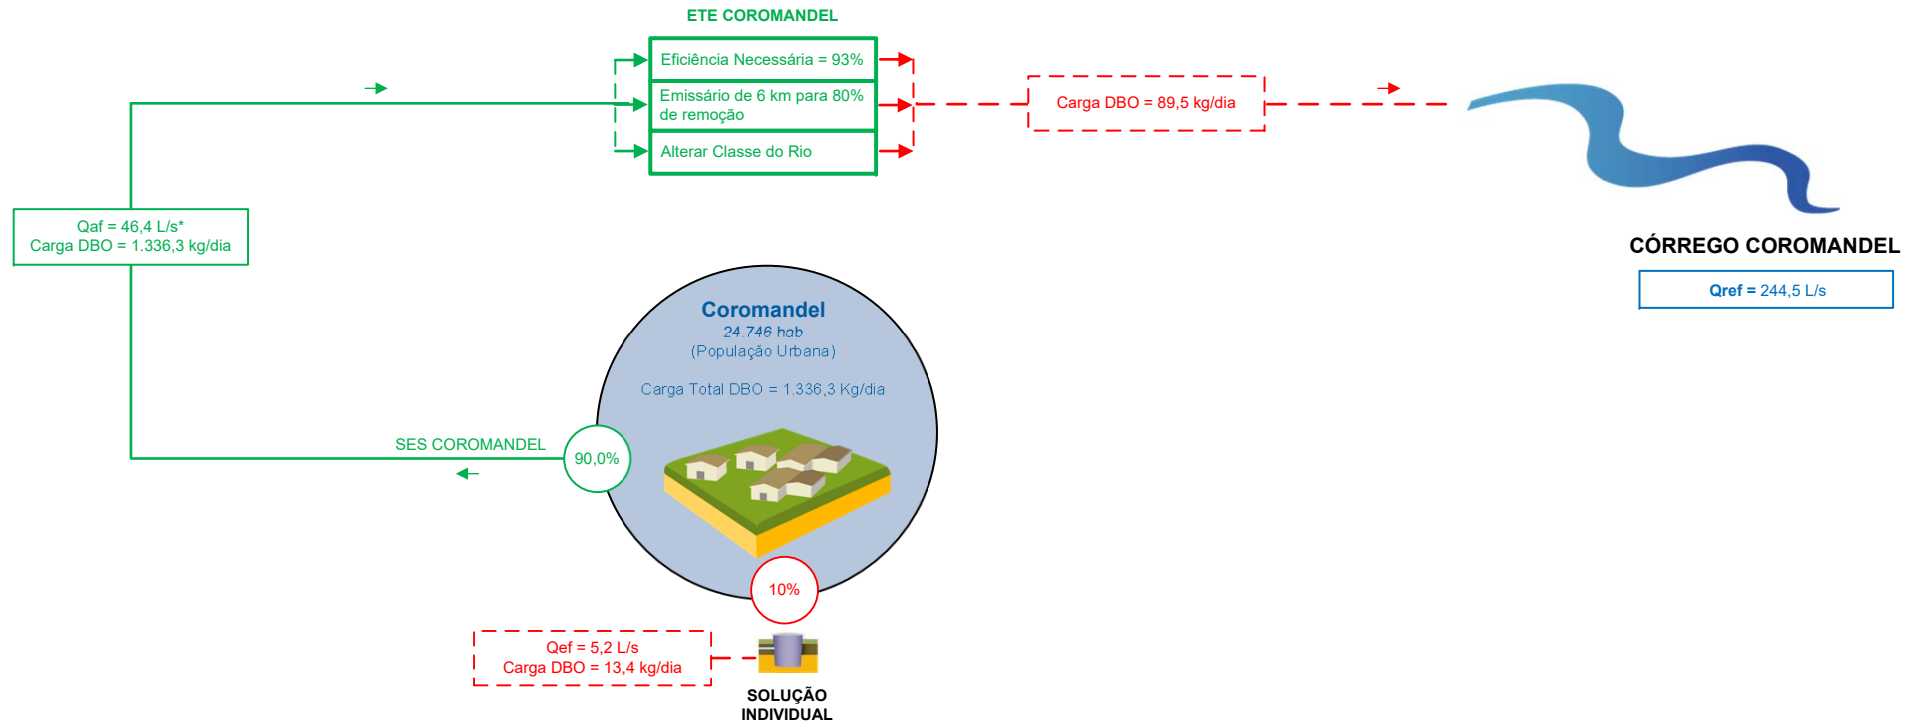 ETE COROMANDEL
Eficiência Necessária = 93%
Emissário de 6 km para 80%
de remoção
Alterar Classe do Rio
Carga DBO = 89,5 kg/dia
Qaf = 46,4 L/s*
Carga DBO = 1.336,3 kg/dia
CÓRREGO COROMANDEL
Qref = 244,5 L/s
Coromandel
24.746 hab
(População Urbana)
Carga Total DBO = 1.336,3 Kg/dia
SES COROMANDEL
90,0%
10%
Qef = 5,2 L/s
Carga DBO = 13,4 kg/dia
SOLUÇÃO
INDIVIDUAL